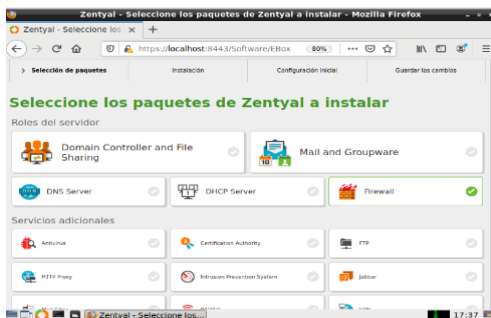 Zentyal - Seleccione los paquetes de Zentyal a instalar - Mozilla Firefox
Zentyal - Seleccione los
https://localhost:8443/Software/EBox
80%
Selección de paquetes
Instalación
Configuración inicial
Guardar los cambios
Seleccione los paquetes de Zentyal a instalar
Roles del servidor
Domain Controller and File Sharing
Mail and Groupware
DNS Server
DHCP Server
Firewall
Servicios adicionales
Antivirus
Certification Authority
FTP
HTTP Proxy
Intrusion Prevention System
Jabber
Zentyal - Seleccione los...
17:37